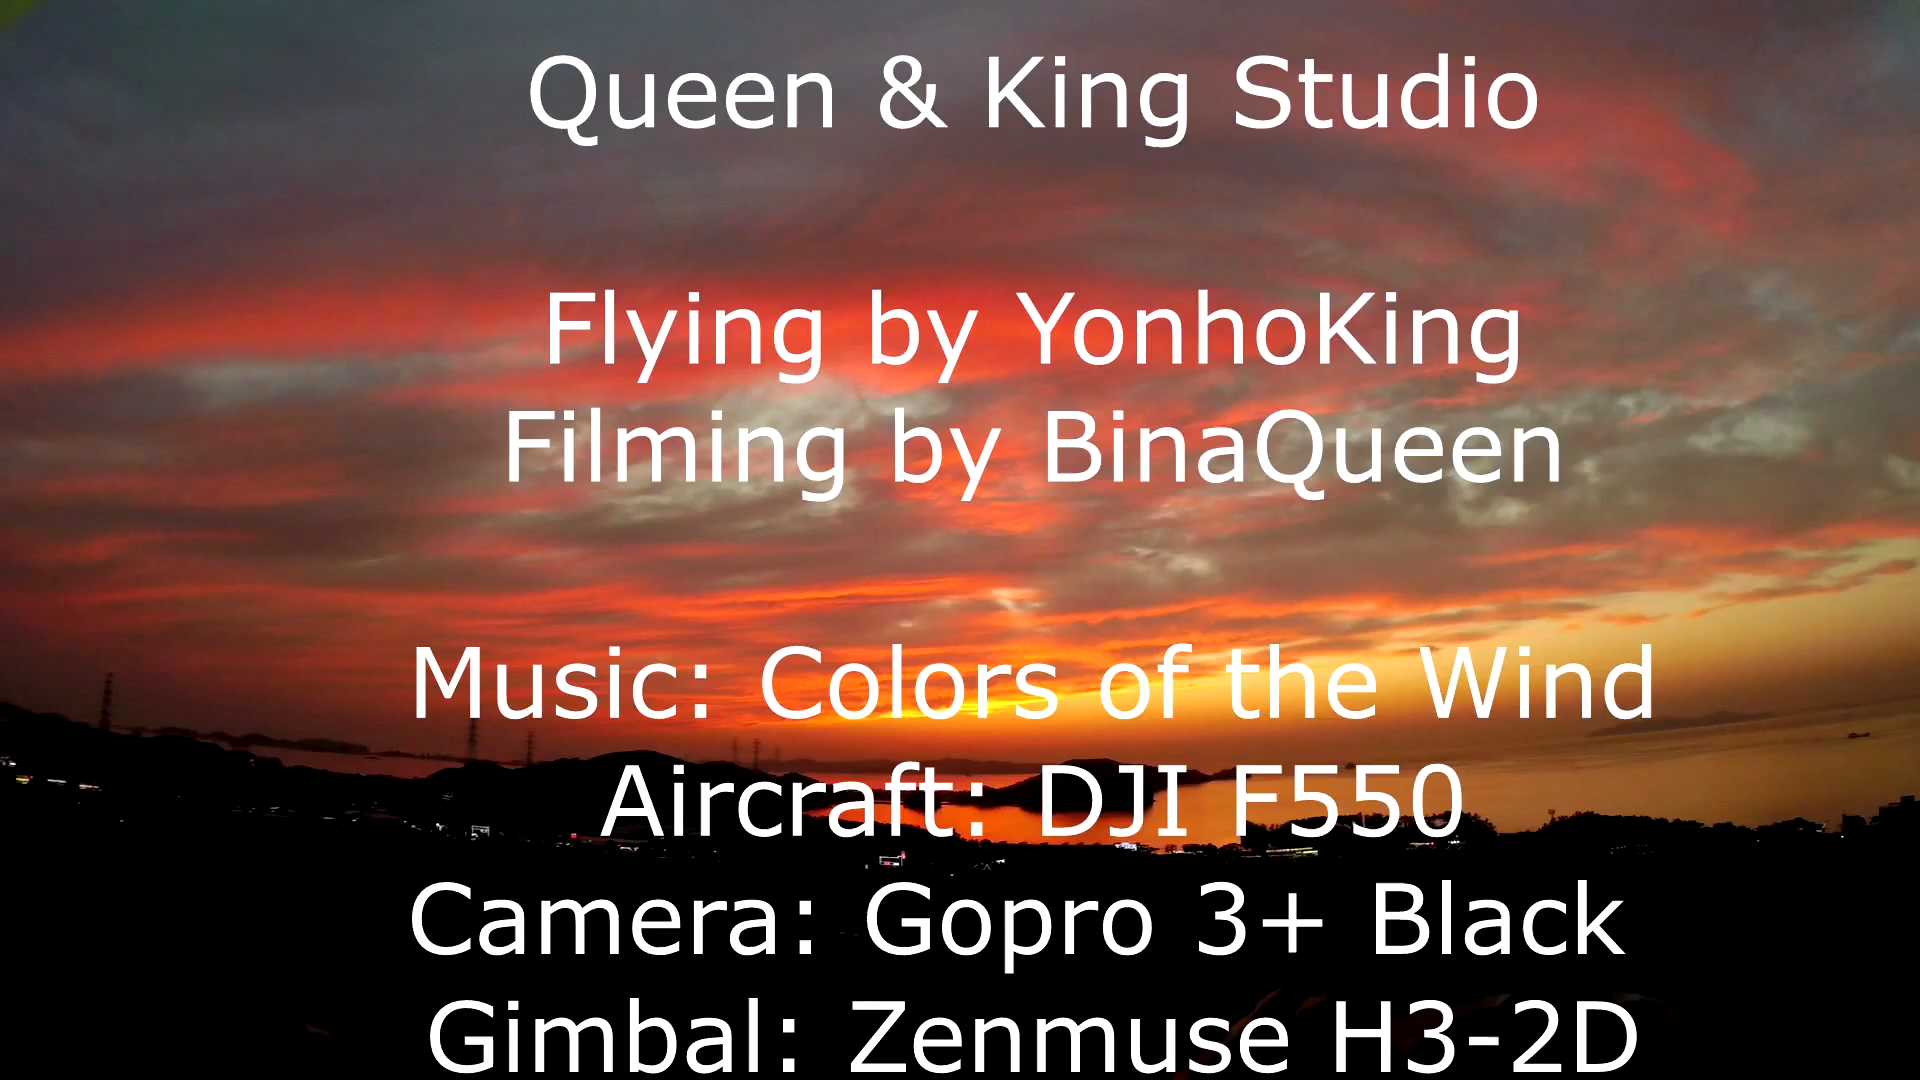 Queen & King Studio
Flying by YonhoKing
Filming by BinaQueen
Music: Colors of the Wind
Aircraft: DJI F550
Camera: Gopro 3+ Black
Gimbal: Zenmuse H3-2D